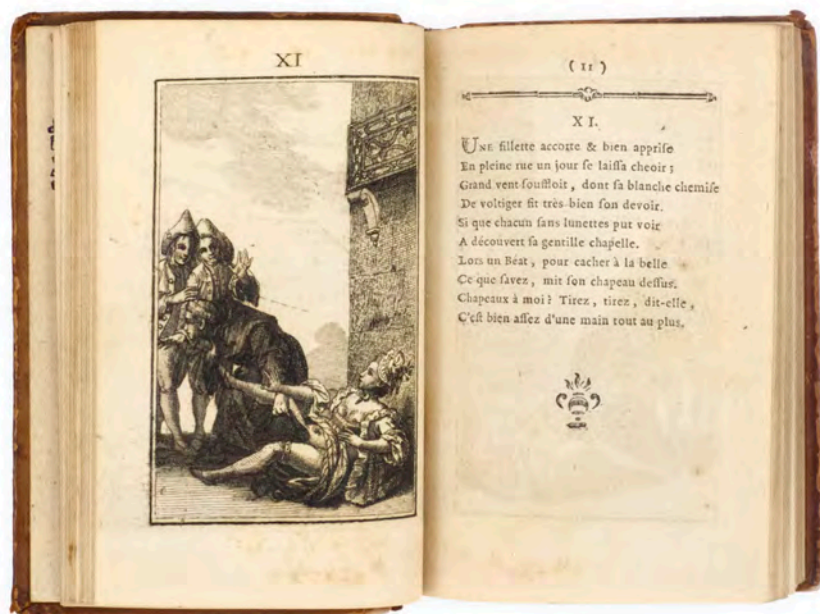 XI
( 11 )
XI.
UNE fillette accorte & bien appriſe
En pleine rue un jour ſe laiſſa cheoir ;
Grand vent ſouffloit, dont ſa blanche chemiſe
De voltiger fit très-bien ſon devoir.
Si que chacun ſans lunettes put voir
A découvert ſa gentille chapelle.
Lors un Béat, pour cacher à la belle
Ce que ſavez, mit ſon chapeau deſſus.
Chapeaux à moi ? Tirez, tirez, dit-elle,
C'eſt bien aſſez d'une main tout au plus.